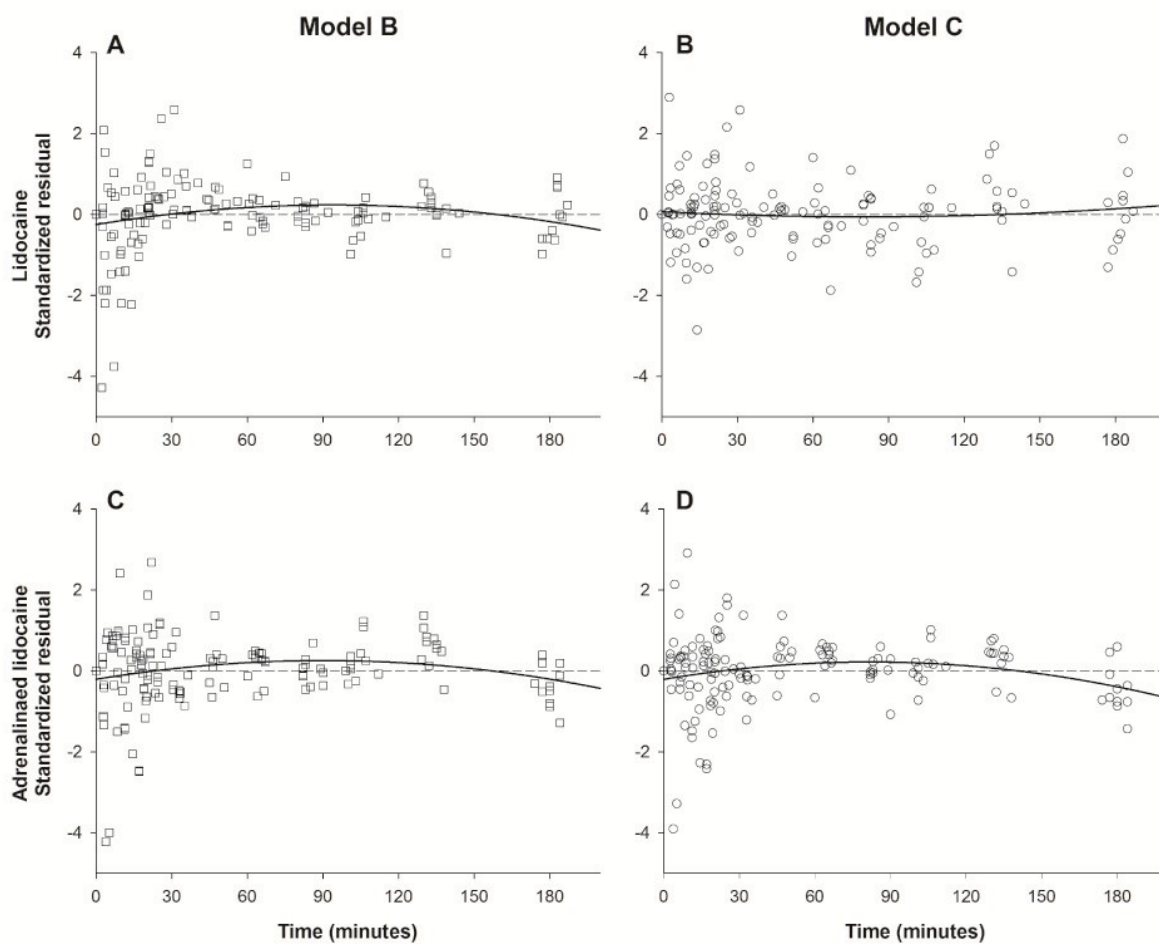 Model B
Model C
A
B
Lidocaine
Standardized residual
4
2
0
-2
-4
0 30 60 90 120 150 180
4
2
0
-2
-4
0 30 60 90 120 150 180
C
D
Adrenalinaed lidocaine
Standardized residual
4
2
0
-2
-4
0 30 60 90 120 150 180
Time (minutes)
4
2
0
-2
-4
0 30 60 90 120 150 180
Time (minutes)